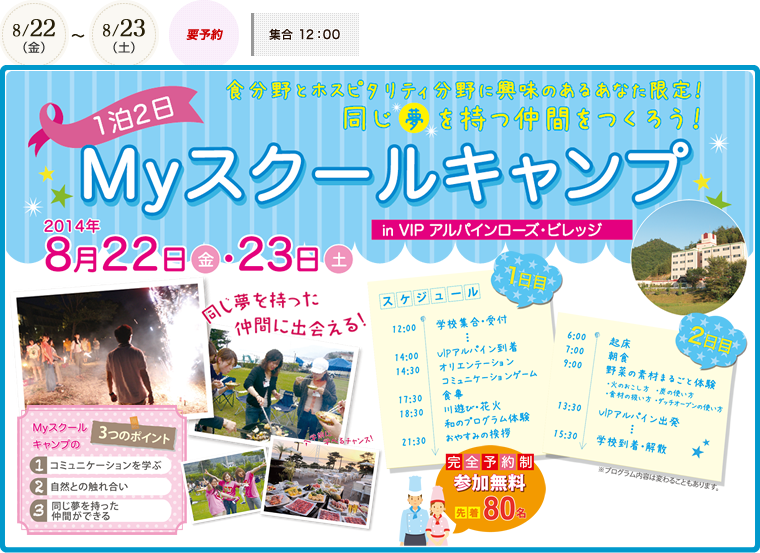 8/22
(金)
～
8/23
(土)
要予約
集合 12:00
1泊2日
食分野とホスピタリティ分野に興味のあるあなた限定!
同じ夢を持つ仲間をつくろう!
Myスクールキャンプ
in VIP アルパインローズ・ビレッジ
2014年
8月22日金・23日土
同じ夢を持った
仲間に出会える!
Myスクール
キャンプの
3つのポイント
1 コミュニケーションを学ぶ
2 自然との触れ合い
3 同じ夢を持った
仲間ができる
1日目
スケジュール
12:00 学校集合・受付
14:00 VIPアルパイン到着
14:30 オリエンテーション
コミュニケーションゲーム
17:30 食事
18:30 川遊び・花火
和のプログラム体験
21:30 おやすみの挨拶
2日目
6:00 起床
7:00 朝食
9:00 野菜の素材まるごと体験
・火のおこし方 ・炭の使い方
・食材の扱い方 ・ダッチオーブンの使い方
13:30 VIPアルパイン出発
15:30 学校到着・解散
※プログラム内容は変わることもあります。
完全予約制
参加無料
先着80名